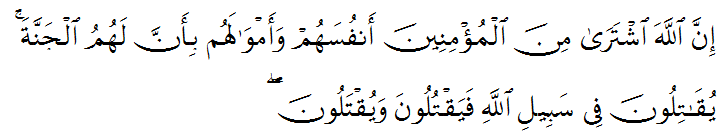 إِنَّ ٱللَّهَ ٱشْتَرَىٰ مِنَ ٱلْمُؤْمِنِينَ أَنفُسَهُمْ وَأَمْوَٰلَهُم بِأَنَّ لَهُمُ ٱلْجَنَّةَ ۚ
يُقَـٰتِلُونَ فِى سَبِيلِ ٱللَّهِ فَيَقْتُلُونَ وَيُقْتَلُونَ ۖ